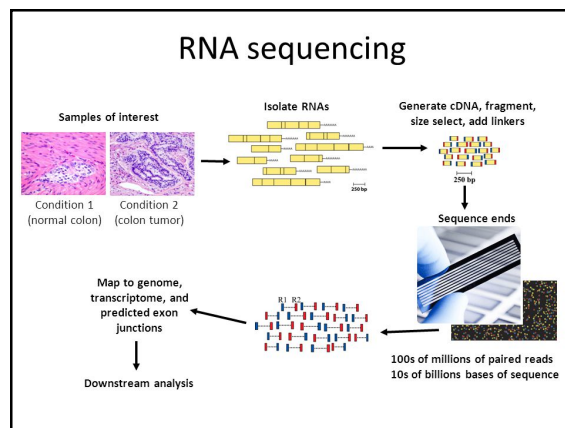 RNA sequencing
Samples of interest
Condition 1
(normal colon)
Condition 2
(colon tumor)
Isolate RNAs
250 bp
Generate cDNA, fragment,
size select, add linkers
250 bp
Sequence ends
100s of millions of paired reads
10s of billions bases of sequence
R1 R2
Map to genome,
transcriptome, and
predicted exon
junctions
Downstream analysis